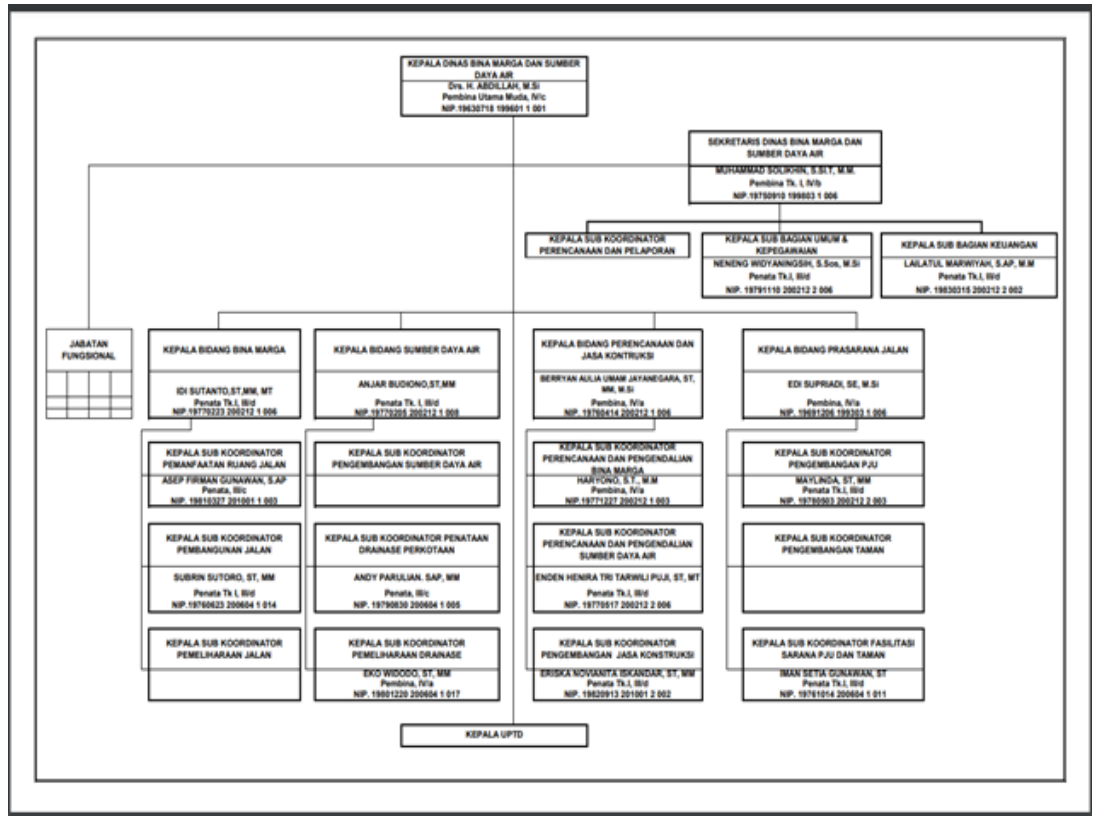 KEPALA DINAS BINA MARGA DAN SUMBER
DAYA AIR
Drs. H. ABDILLAH, M.Si
Pembina Utama Muda, IV/c
NIP.19630718 199601 1 001
SEKRETARIS DINAS BINA MARGA DAN
SUMBER DAYA AIR
MUHAMMAD SOLIKHIN, S.SI.T, M.M.
Pembina Tk. I, IV/b
NIP.19750910 199803 1 006
KEPALA SUB KOORDINATOR
PERENCANAAN DAN PELAPORAN
KEPALA SUB BAGIAN UMUM &
KEPEGAWAIAN
NENENG WIDYANINGSIH, S.Sos, M.Si
Penata Tk.I, III/d
NIP. 19791110 200212 2 006
KEPALA SUB BAGIAN KEUANGAN
LAILATUL MARWIYAH, S.AP, M.M
Penata Tk.I, III/d
NIP. 19830315 200212 2 002
JABATAN
FUNGSIONAL
KEPALA BIDANG BINA MARGA
IDI SUTANTO,ST,MM, MT
Penata Tk.I, III/d
NIP.19770223 200212 1 006
KEPALA BIDANG SUMBER DAYA AIR
ANJAR BUDIONO,ST,MM
Penata Tk. I, III/d
NIP.19770205 200212 1 008
KEPALA BIDANG PERENCANAAN DAN
JASA KONTRUKSI
BERRYAN AULIA UMAM JAYANEGARA, ST,
MM, M.Si
Pembina, IV/a
NIP.19760414 200212 1 006
KEPALA BIDANG PRASARANA JALAN
EDI SUPRIADI, SE, M.Si
Pembina, IV/a
NIP.19691206 199303 1 006
KEPALA SUB KOORDINATOR
PEMANFAATAN RUANG JALAN
ASEP FIRMAN GUNAWAN, S.AP
Penata, III/c
NIP. 19810327 201001 1 003
KEPALA SUB KOORDINATOR
PENGEMBANGAN SUMBER DAYA AIR
KEPALA SUB KOORDINATOR
PERENCANAAN DAN PENGENDALIAN
BINA MARGA
HARYONO, S.T., M.M
Pembina, IV/a
NIP.19771227 200212 1 003
KEPALA SUB KOORDINATOR
PENGEMBANGAN PJU
MAYLINDA, ST, MM
Penata Tk.I, III/d
NIP. 19780503 200212 2 003
KEPALA SUB KOORDINATOR
PEMBANGUNAN JALAN
SUBRIN SUTORO, ST, MM
Penata Tk I, III/d
NIP.19760623 200604 1 014
KEPALA SUB KOORDINATOR PENATAAN
DRAINASE PERKOTAAN
ANDY PARULIAN. SAP, MM
Penata, III/c
NIP. 19790830 200604 1 005
KEPALA SUB KOORDINATOR
PERENCANAAN DAN PENGENDALIAN
SUMBER DAYA AIR
ENDEN HENIRA TRI TARWILI PUJI, ST, MT
Penata Tk.I, III/d
NIP. 19770517 200212 2 006
KEPALA SUB KOORDINATOR
PENGEMBANGAN TAMAN
KEPALA SUB KOORDINATOR
PEMELIHARAAN JALAN
KEPALA SUB KOORDINATOR
PEMELIHARAAN DRAINASE
EKO WIDODO, ST, MM
Pembina, IV/a
NIP. 19801220 200604 1 017
KEPALA SUB KOORDINATOR
PENGEMBANGAN JASA KONSTRUKSI
ERISKA NOVIANITA ISKANDAR, ST, MM
Penata Tk.I, III/d
NIP. 19820913 201001 2 002
KEPALA SUB KOORDINATOR FASILITASI
SARANA PJU DAN TAMAN
IMAN SETIA GUNAWAN, ST
Penata Tk.I, III/d
NIP. 19761014 200604 1 011
KEPALA UPTD